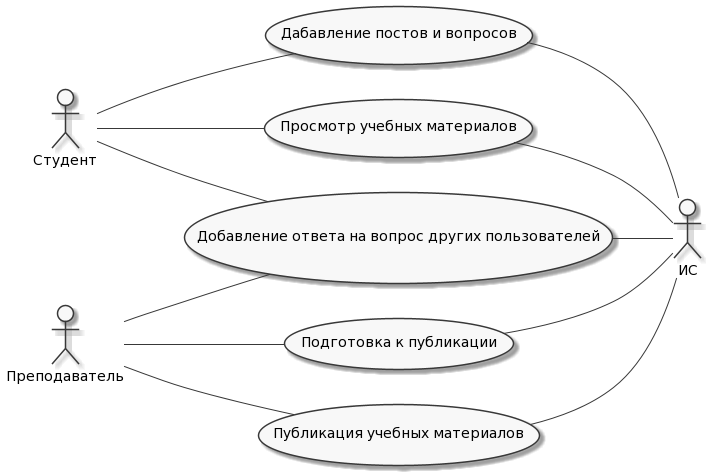 Дабавление постов и вопросов
Просмотр учебных материалов
Студент
Добавление ответа на вопрос других пользователей
ИС
Подготовка к публикации
Преподаватель
Публикация учебных материалов